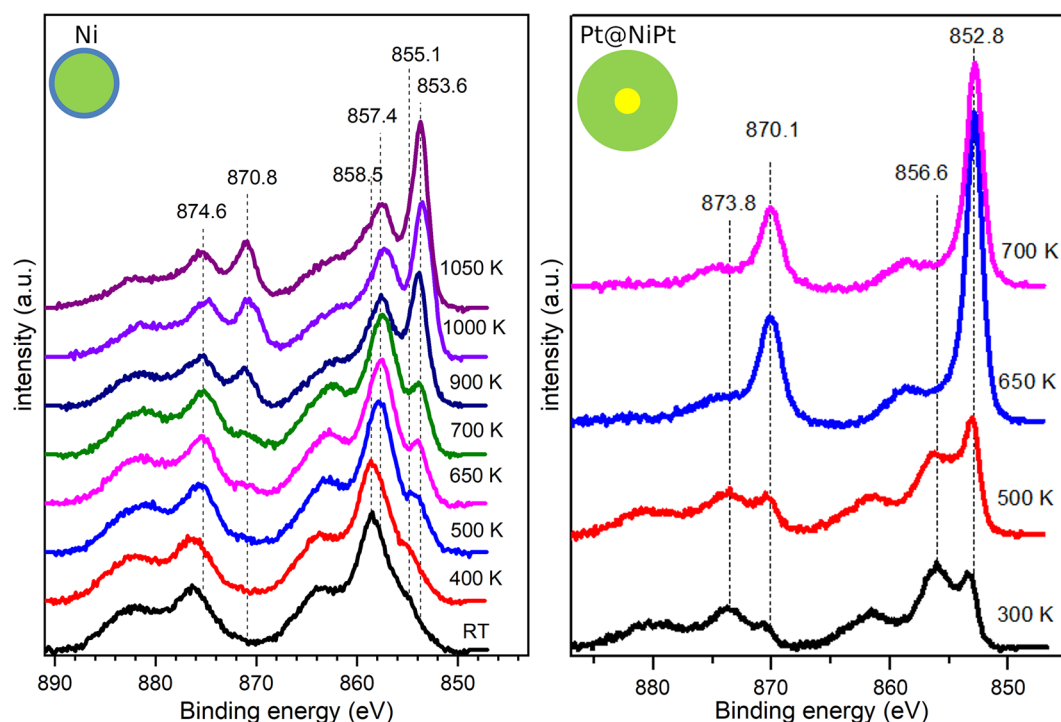 Ni
855.1
853.6
857.4
858.5
870.8
874.6
1050 K
1000 K
900 K
700 K
650 K
500 K
400 K
RT
intensity (a.u.)
890
880
870
860
850
Binding energy (eV)
Pt@NiPt
852.8
870.1
856.6
873.8
700 K
650 K
500 K
300 K
intensity (a.u.)
880
870
860
850
Binding energy (eV)